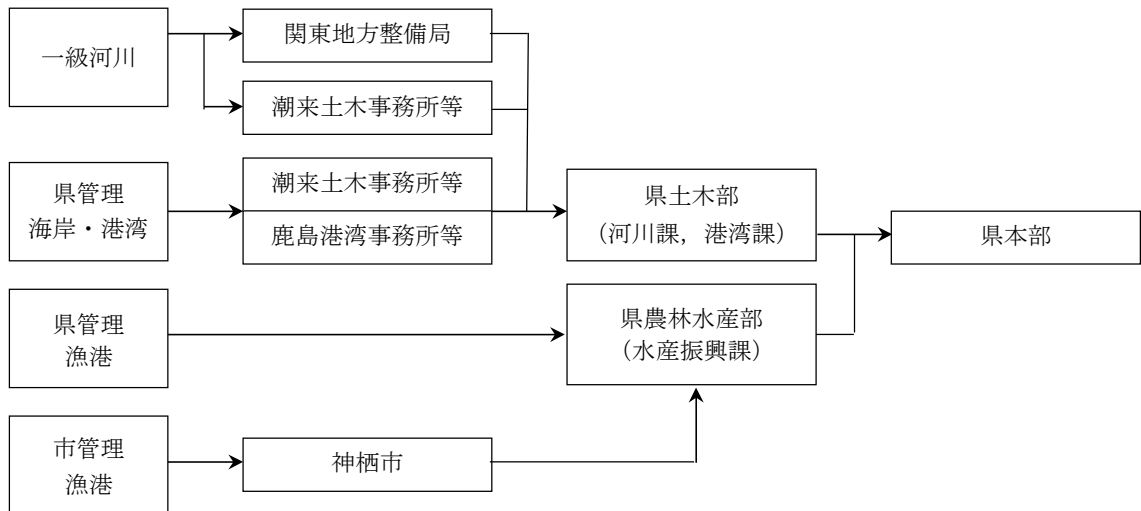 一級河川
関東地方整備局
潮来土木事務所等
県管理
海岸・港湾
潮来土木事務所等
鹿島港湾事務所等
県土木部
（河川課，港湾課）
県本部
県管理
漁港
県農林水産部
（水産振興課）
市管理
漁港
神栖市